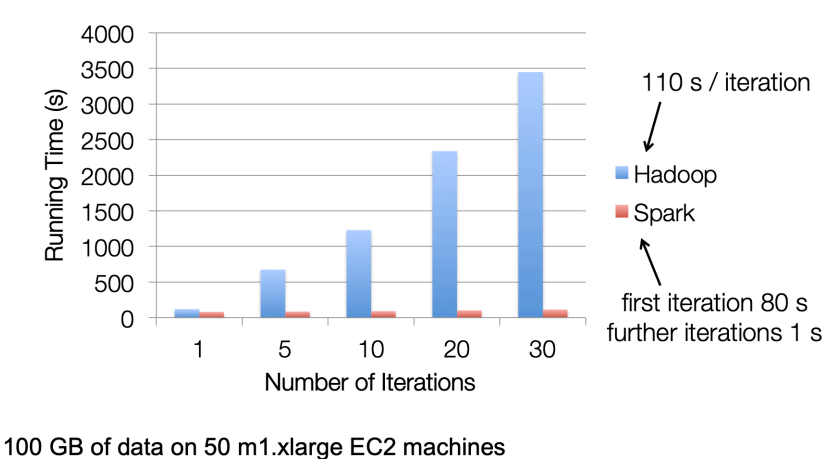 4000
3500
3000
2500
2000
1500
1000
500
0
Running Time (s)
1 5 10 20 30
Number of Iterations
110 s / iteration
Hadoop
Spark
first iteration 80 s
further iterations 1 s
100 GB of data on 50 m1.xlarge EC2 machines